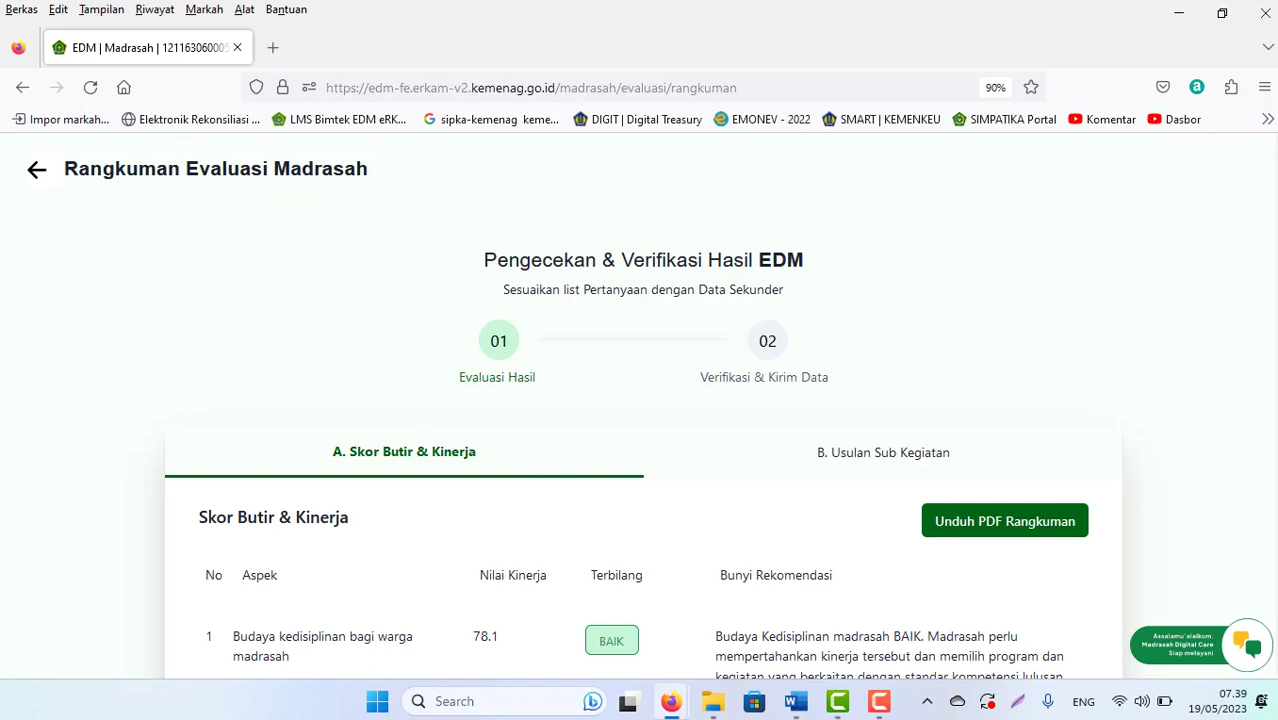 Berkas Edit Tampilan Riwayat Markah Alat Bantuan
EDM | Madrasah | 121163060005
https://edm-fe.erkam-v2.kemenag.go.id/madrasah/evaluasi/rangkuman
90%
Impor markah... Elektronik Rekonsiliasi ... LMS Bimtek EDM eRK... sipka-kemenag keme... DIGIT | Digital Treasury EMONEV - 2022 SMART | KEMENKEU SIMPATIKA Portal Komentar Dasbor
Rangkuman Evaluasi Madrasah
Pengecekan & Verifikasi Hasil EDM
Sesuaikan list Pertanyaan dengan Data Sekunder
01 02
Evaluasi Hasil Verifikasi & Kirim Data
A. Skor Butir & Kinerja B. Usulan Sub Kegiatan
Skor Butir & Kinerja Unduh PDF Rangkuman
No Aspek Nilai Kinerja Terbilang Bunyi Rekomendasi
1 Budaya kedisiplinan bagi warga 78.1 BAIK Budaya Kedisiplinan madrasah BAIK. Madrasah perlu
madrasah mempertahankan kinerja tersebut dan memilih program dan
kegiatan yang berkaitan dengan standar kompetensi lulusan
Assalamu'alaikum.
Madrasah Digital Care
Siap melayani
Search
ENG
07.39
19/05/2023